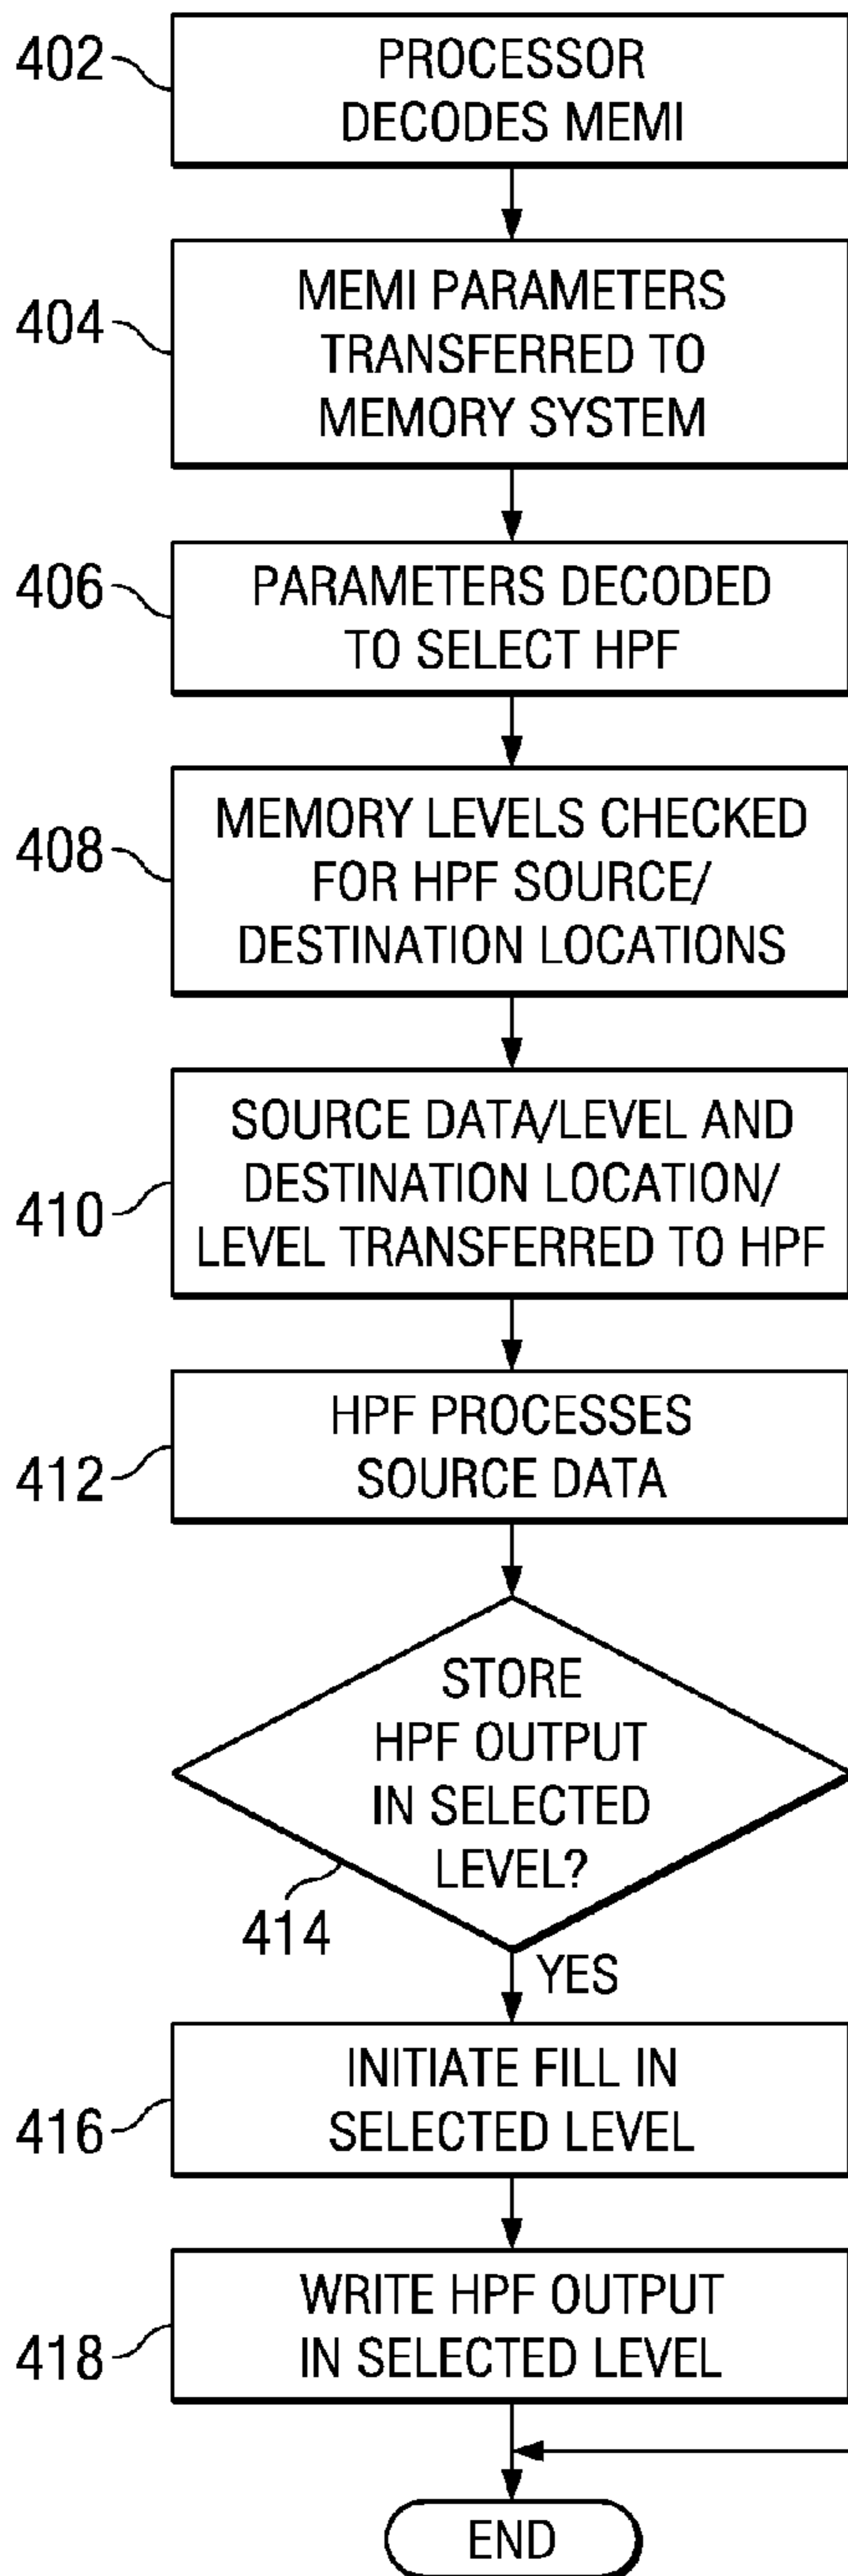 402
PROCESSOR
DECODES MEMI
404
MEMI PARAMETERS
TRANSFERRED TO
MEMORY SYSTEM
406
PARAMETERS DECODED
TO SELECT HPF
408
MEMORY LEVELS CHECKED
FOR HPF SOURCE/
DESTINATION LOCATIONS
410
SOURCE DATA/LEVEL AND
DESTINATION LOCATION/
LEVEL TRANSFERRED TO HPF
412
HPF PROCESSES
SOURCE DATA
STORE
HPF OUTPUT
IN SELECTED
LEVEL?
414
YES
416
INITIATE FILL IN
SELECTED LEVEL
418
WRITE HPF OUTPUT
IN SELECTED LEVEL
END